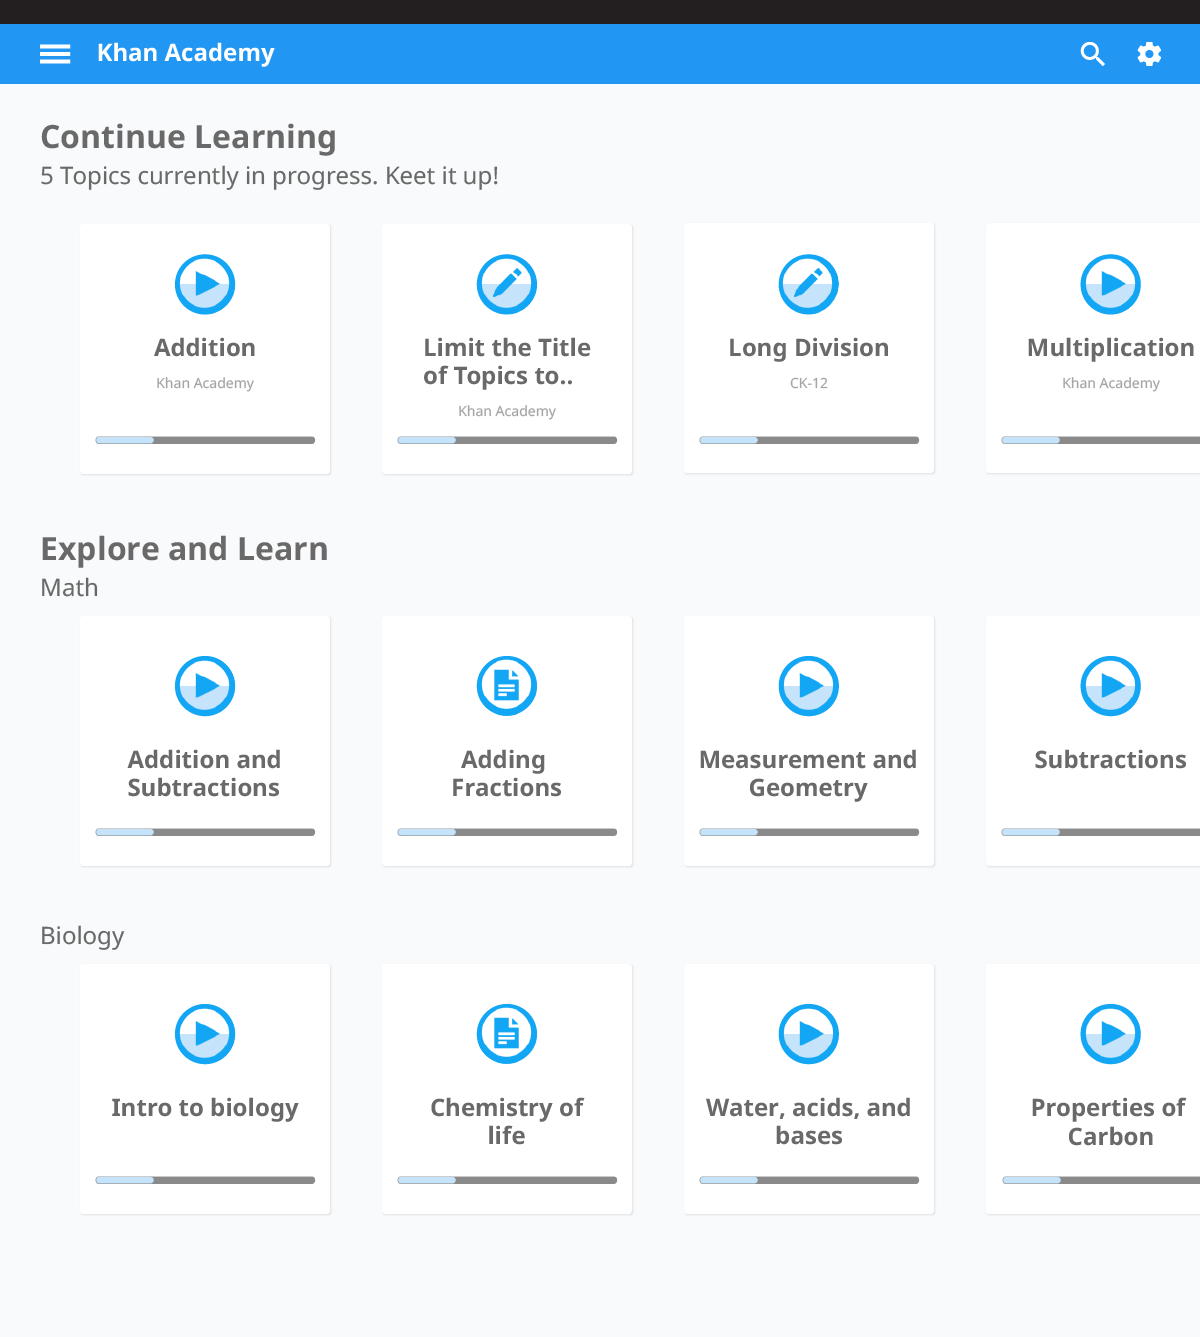 Khan Academy
Continue Learning
5 Topics currently in progress. Keet it up!
Addition
Khan Academy
Limit the Title
of Topics to..
Khan Academy
Long Division
CK-12
Multiplication
Khan Academy
Explore and Learn
Math
Addition and
Subtractions
Adding
Fractions
Measurement and
Geometry
Subtractions
Biology
Intro to biology
Chemistry of
life
Water, acids, and
bases
Properties of
Carbon